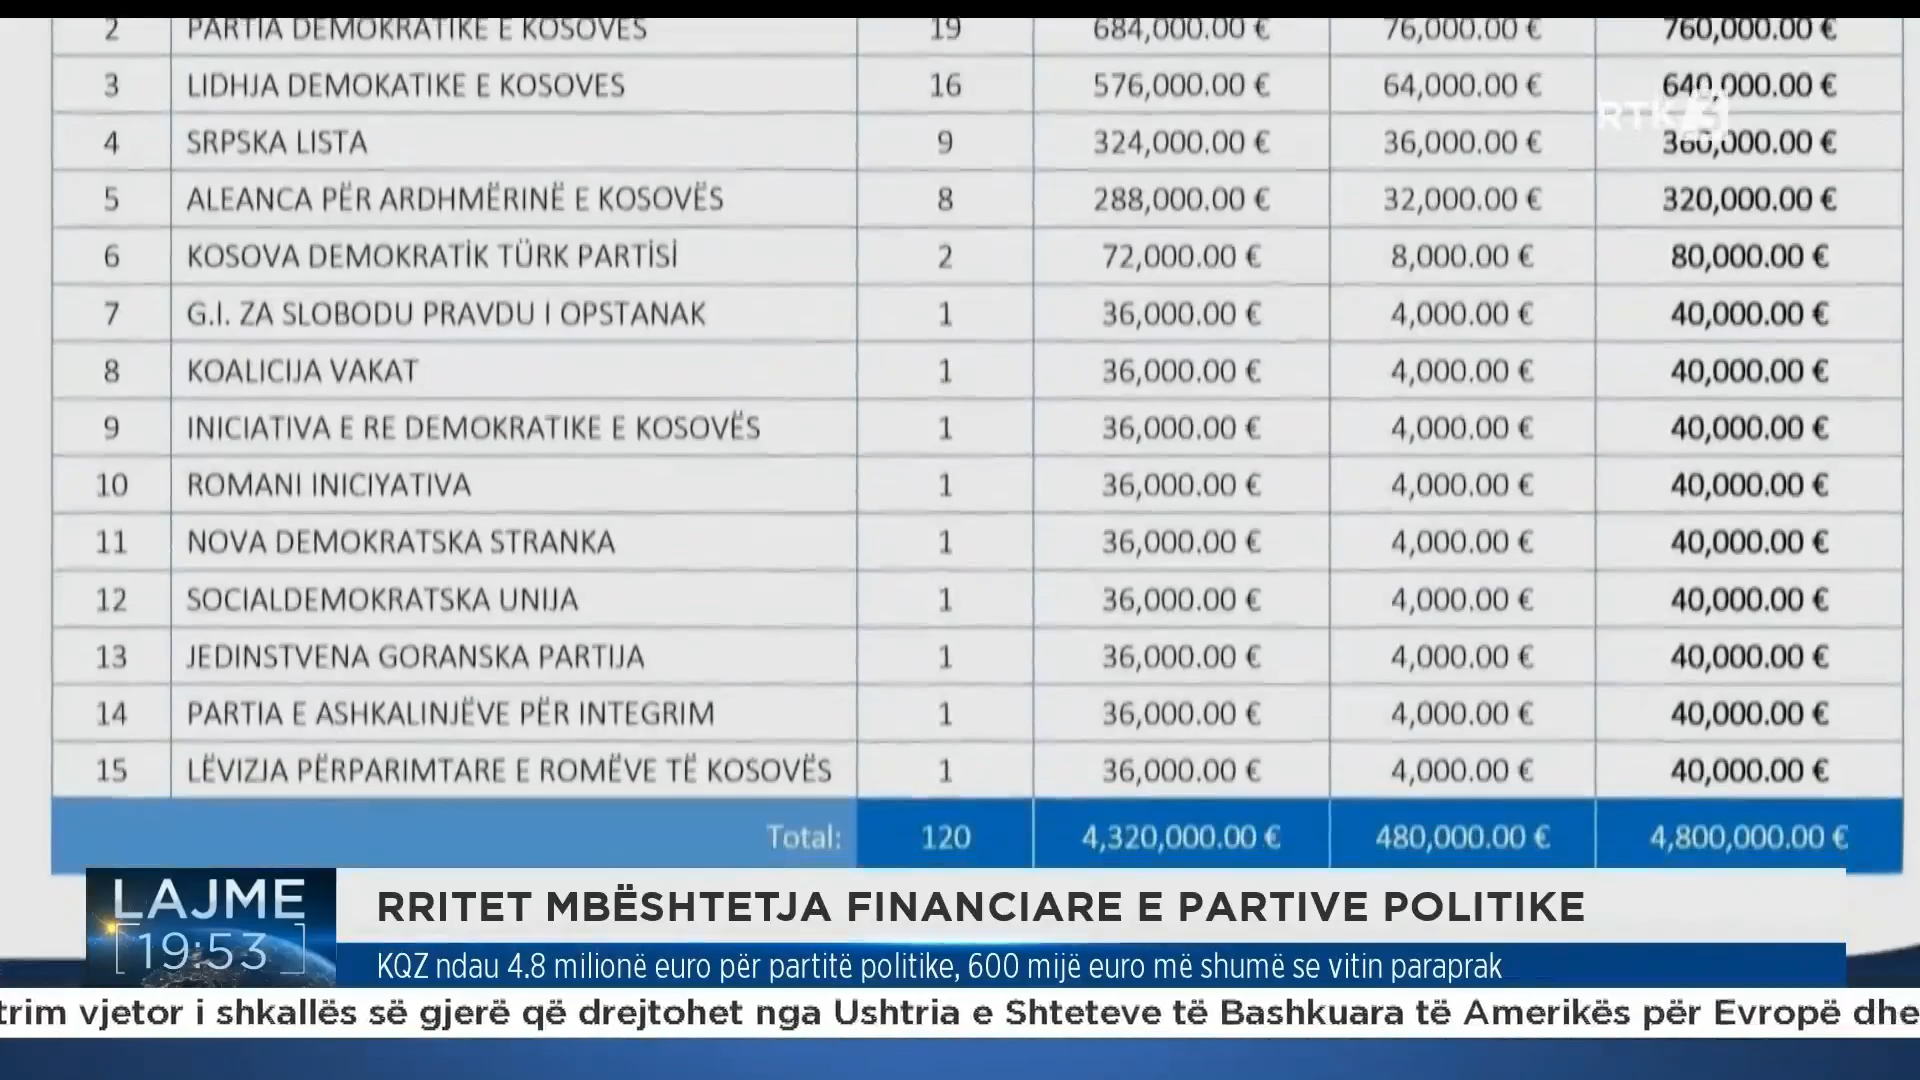 2 PARTIA DEMOKRATIKE E KOSOVËS 19 684,000.00 € 76,000.00 € 760,000.00 €
3 LIDHJA DEMOKATIKE E KOSOVES 16 576,000.00 € 64,000.00 € 640,000.00 €
RTK 3
4 SRPSKA LISTA 9 324,000.00 € 36,000.00 € 360,000.00 €
5 ALEANCA PËR ARDHMËRINË E KOSOVËS 8 288,000.00 € 32,000.00 € 320,000.00 €
6 KOSOVA DEMOKRATİK TÜRK PARTİSİ 2 72,000.00 € 8,000.00 € 80,000.00 €
7 G.I. ZA SLOBODU PRAVDU I OPSTANAK 1 36,000.00 € 4,000.00 € 40,000.00 €
8 KOALICIJA VAKAT 1 36,000.00 € 4,000.00 € 40,000.00 €
9 INICIATIVA E RE DEMOKRATIKE E KOSOVËS 1 36,000.00 € 4,000.00 € 40,000.00 €
10 ROMANI INICIYATIVA 1 36,000.00 € 4,000.00 € 40,000.00 €
11 NOVA DEMOKRATSKA STRANKA 1 36,000.00 € 4,000.00 € 40,000.00 €
12 SOCIALDEMOKRATSKA UNIJA 1 36,000.00 € 4,000.00 € 40,000.00 €
13 JEDINSTVENA GORANSKA PARTIJA 1 36,000.00 € 4,000.00 € 40,000.00 €
14 PARTIA E ASHKALINJËVE PËR INTEGRIM 1 36,000.00 € 4,000.00 € 40,000.00 €
15 LËVIZJA PËRPARIMTARE E ROMËVE TË KOSOVËS 1 36,000.00 € 4,000.00 € 40,000.00 €
Total: 120 4,320,000.00 € 480,000.00 € 4,800,000.00 €
LAJME
19:53
RRITET MBËSHTETJA FINANCIARE E PARTIVE POLITIKE
KQZ ndau 4.8 milionë euro për partitë politike, 600 mijë euro më shumë se vitin paraprak
trim vjetor i shkallës së gjerë që drejtohet nga Ushtria e Shteteve të Bashkuara të Amerikës për Evropë dhe